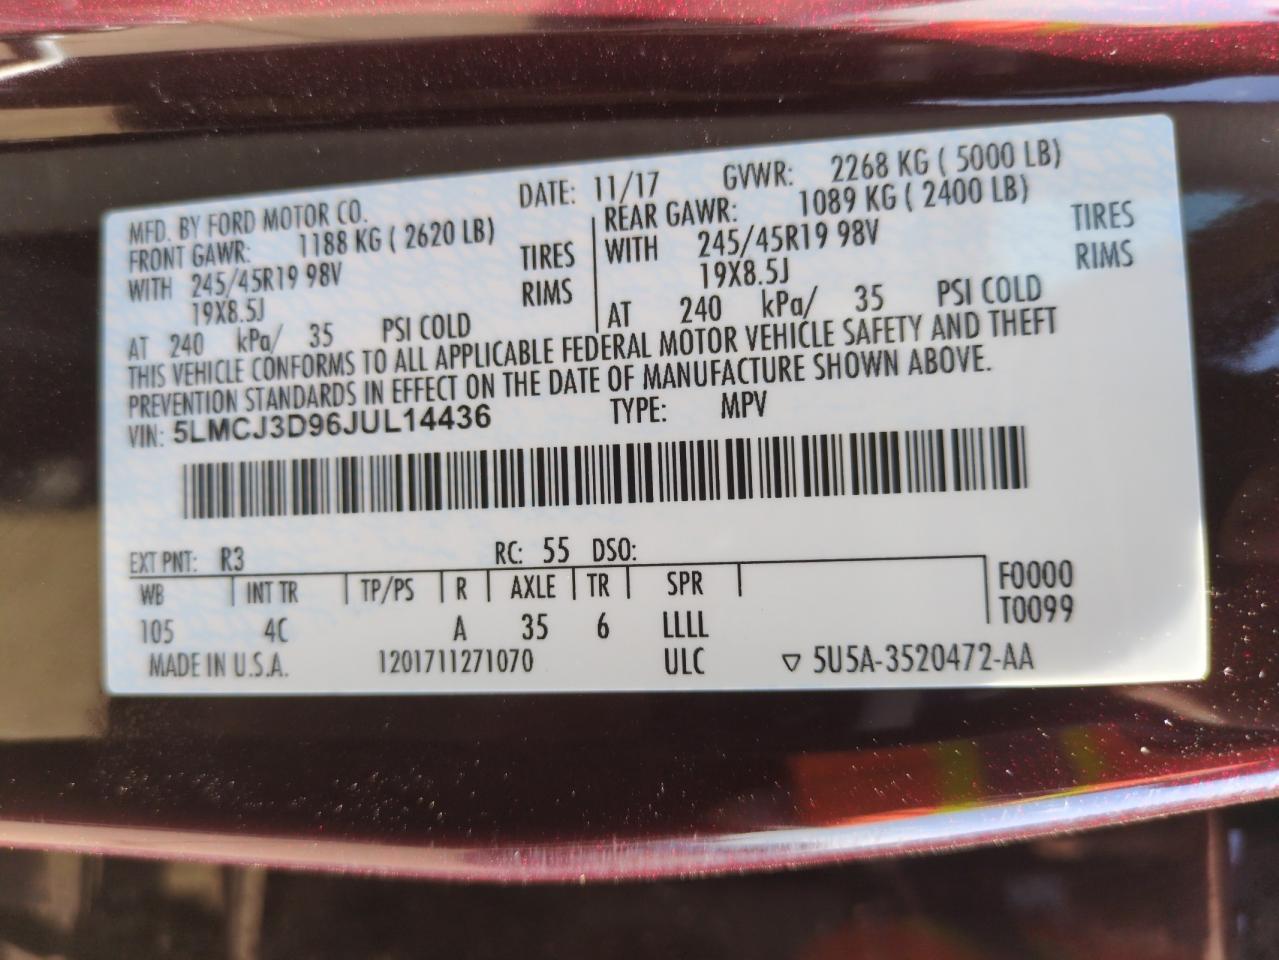 MFD. BY FORD MOTOR CO. DATE: 11/17 GVWR: 2268 KG ( 5000 LB)
FRONT GAWR: 1188 KG ( 2620 LB)
WITH 245/45R19 98V TIRES
19X8.5J RIMS
AT 240 kPa/ 35 PSI COLD
REAR GAWR: 1089 KG ( 2400 LB)
WITH 245/45R19 98V TIRES
19X8.5J RIMS
AT 240 kPa/ 35 PSI COLD
THIS VEHICLE CONFORMS TO ALL APPLICABLE FEDERAL MOTOR VEHICLE SAFETY AND THEFT
PREVENTION STANDARDS IN EFFECT ON THE DATE OF MANUFACTURE SHOWN ABOVE.
VIN: 5LMCJ3D96JUL14436 TYPE: MPV
EXT PNT: R3 RC: 55 DSO:
WB INT TR TP/PS R AXLE TR SPR F0000
105 4C A 35 6 LLLL T0099
MADE IN U.S.A. 1201711271070 ULC ▽ 5U5A-3520472-AA